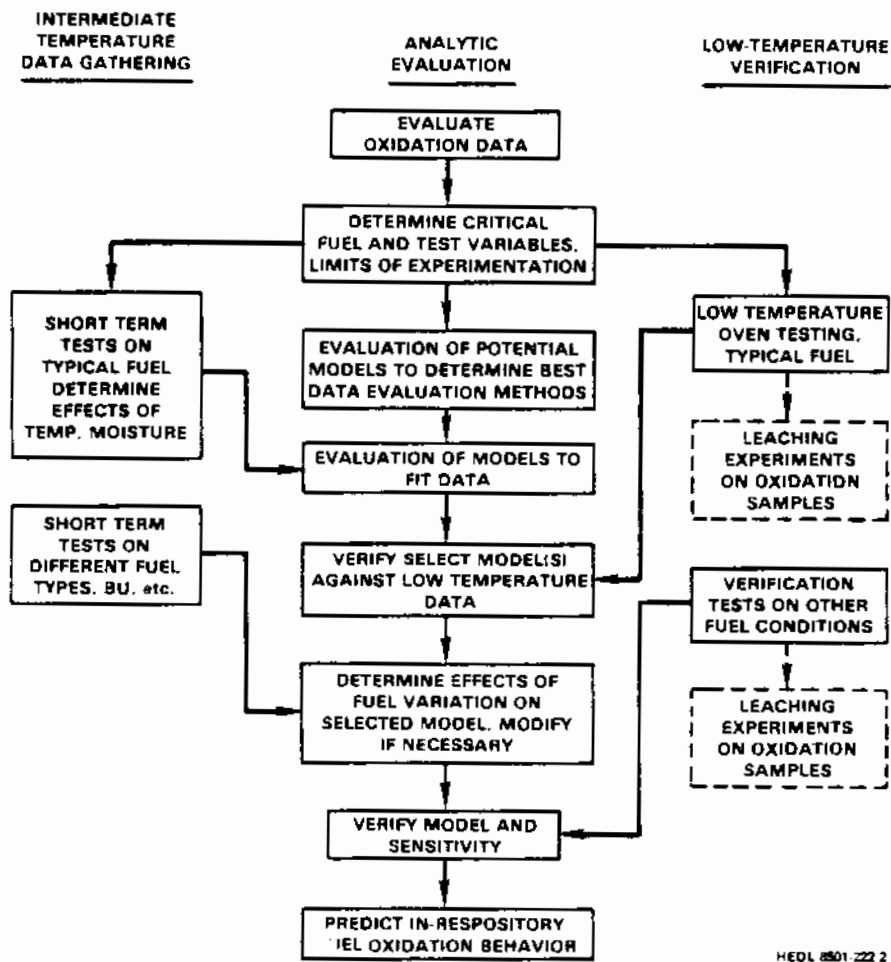 INTERMEDIATE
TEMPERATURE
DATA GATHERING
ANALYTIC
EVALUATION
LOW-TEMPERATURE
VERIFICATION
EVALUATE
OXIDATION DATA
DETERMINE CRITICAL
FUEL AND TEST VARIABLES.
LIMITS OF EXPERIMENTATION
SHORT TERM
TESTS ON
TYPICAL FUEL
DETERMINE
EFFECTS OF
TEMP. MOISTURE
EVALUATION OF POTENTIAL
MODELS TO DETERMINE BEST
DATA EVALUATION METHODS
LOW TEMPERATURE
OVEN TESTING,
TYPICAL FUEL
LEACHING
EXPERIMENTS
ON OXIDATION
SAMPLES
EVALUATION OF MODELS TO
FIT DATA
SHORT TERM
TESTS ON
DIFFERENT FUEL
TYPES. BU. etc.
VERIFY SELECT MODEL(S)
AGAINST LOW TEMPERATURE
DATA
VERIFICATION
TESTS ON OTHER
FUEL CONDITIONS
DETERMINE EFFECTS OF
FUEL VARIATION ON
SELECTED MODEL. MODIFY
IF NECESSARY
LEACHING
EXPERIMENTS
ON OXIDATION
SAMPLES
VERIFY MODEL AND
SENSITIVITY
PREDICT IN-RESPOSITORY
FUEL OXIDATION BEHAVIOR
HEDL 8501-222 2